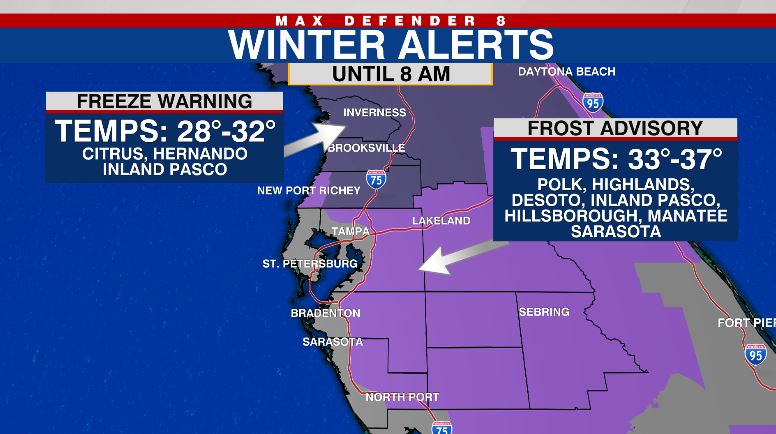 MAX DEFENDER 8
WINTER ALERTS
UNTIL 8 AM
FREEZE WARNING
TEMPS: 28°-32°
CITRUS, HERNANDO
INLAND PASCO
FROST ADVISORY
TEMPS: 33°-37°
POLK, HIGHLANDS,
DESOTO, INLAND PASCO,
HILLSBOROUGH, MANATEE
SARASOTA
DAYTONA BEACH
95
INVERNESS
BROOKSVILLE
75
NEW PORT RICHEY
LAKELAND
TAMPA
ST. PETERSBURG
BRADENTON
SEBRING
FORT PIER
SARASOTA
95
NORTH PORT
75